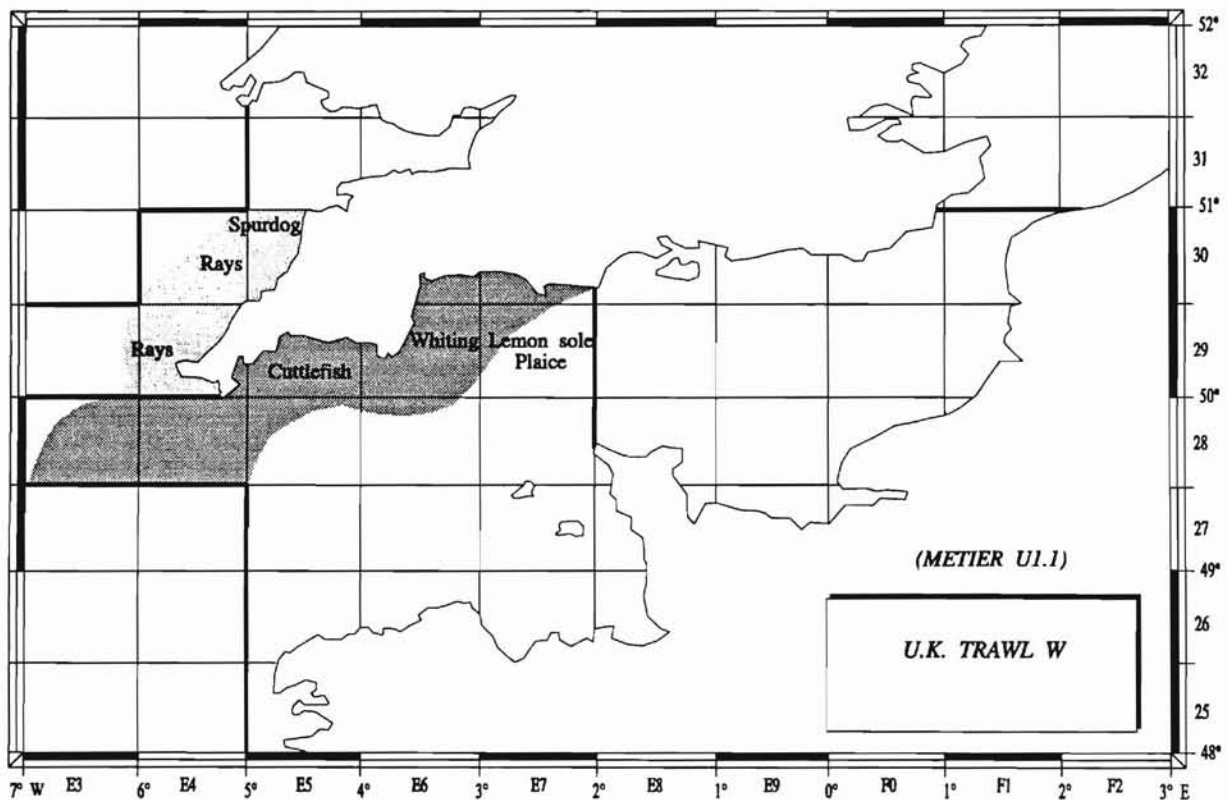 52°
32
31
51°
Spurdog
30
Rays
Whiting Lemon sole
Rays
29
Plaice
Cuttlefish
50°
28
27
(METIER U1.1)
49°
26
U.K. TRAWL W
25
48°
7° W E3 6° E4 5° E5 4° E6 3° E7 2° E8 1° E9 0° F0 1° F1 2° F2 3° E